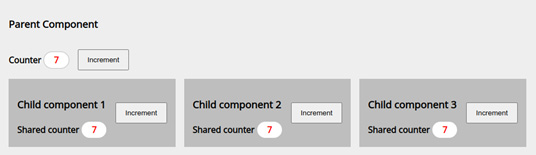 Parent Component
Counter 7 Increment
Child component 1 Increment
Shared counter 7
Child component 2 Increment
Shared counter 7
Child component 3 Increment
Shared counter 7